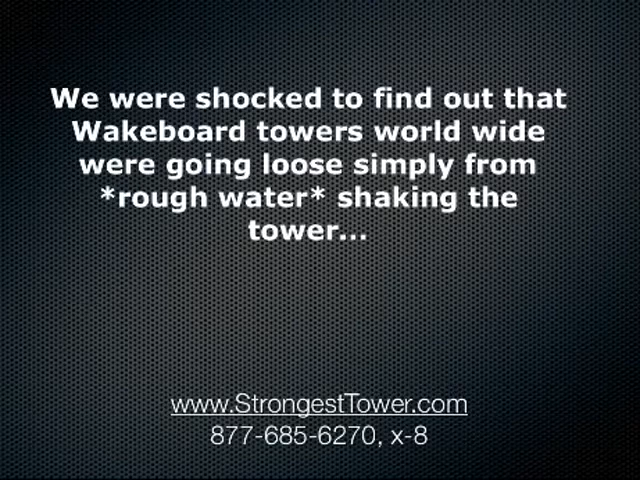 We were shocked to find out that
Wakeboard towers world wide
were going loose simply from
*rough water* shaking the
tower...
www.StrongestTower.com
877-685-6270, x-8